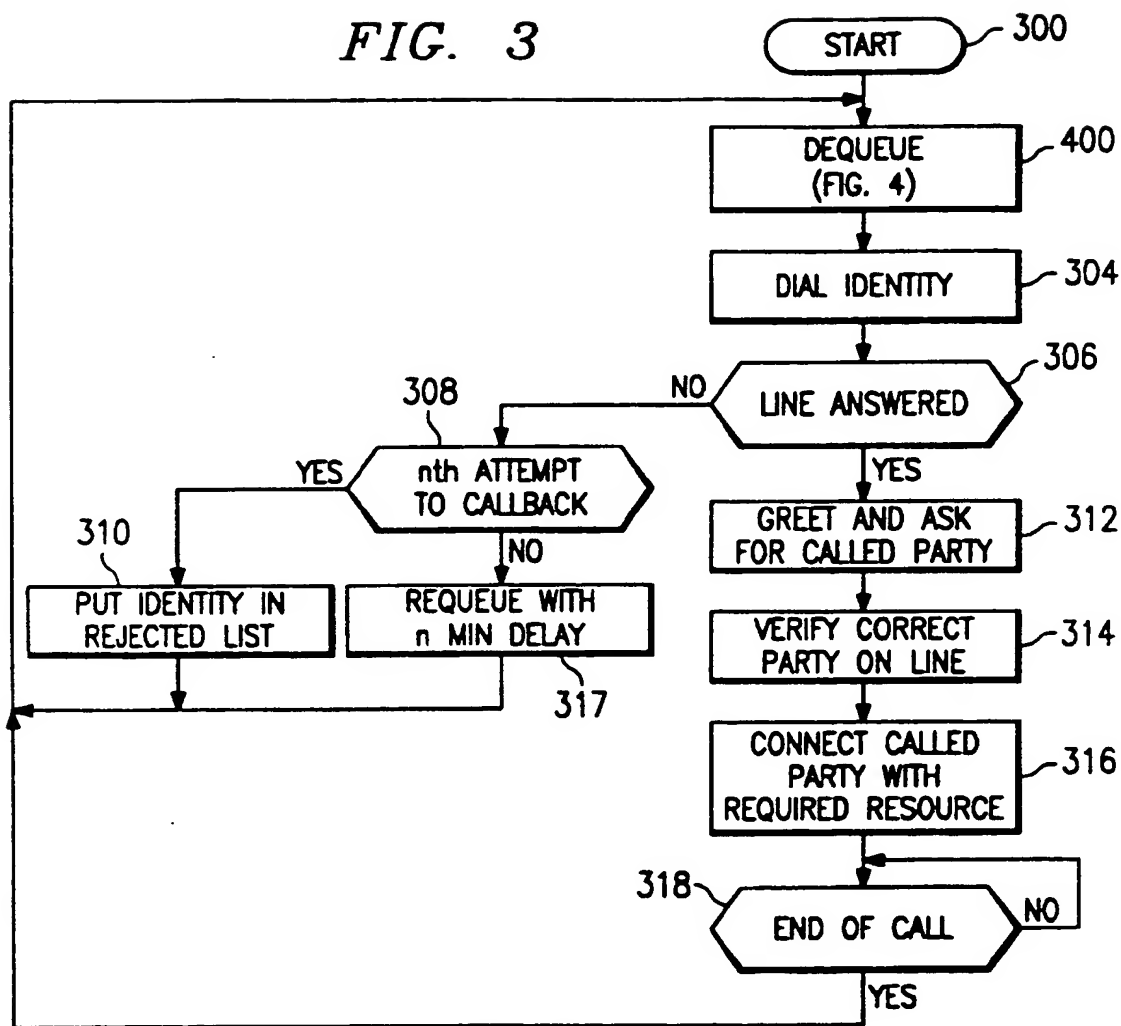 FIG. 3
START
300
DEQUEUE
(FIG. 4)
400
DIAL IDENTITY
304
LINE ANSWERED
306
NO
YES
308
nth ATTEMPT
TO CALLBACK
YES
NO
310
PUT IDENTITY IN
REJECTED LIST
REQUEUE WITH
n MIN DELAY
317
GREET AND ASK
FOR CALLED PARTY
312
VERIFY CORRECT
PARTY ON LINE
314
CONNECT CALLED
PARTY WITH
REQUIRED RESOURCE
316
318
END OF CALL
NO
YES